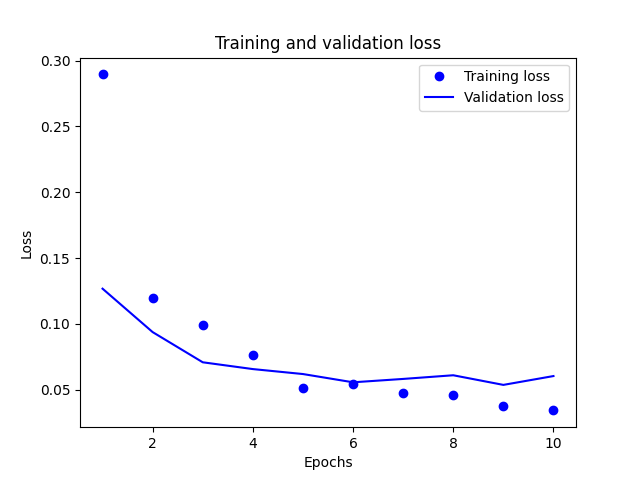 Training and validation loss
Training loss
Validation loss
0.30
0.25
0.20
0.15
0.10
0.05
Loss
2
4
6
8
10
Epochs